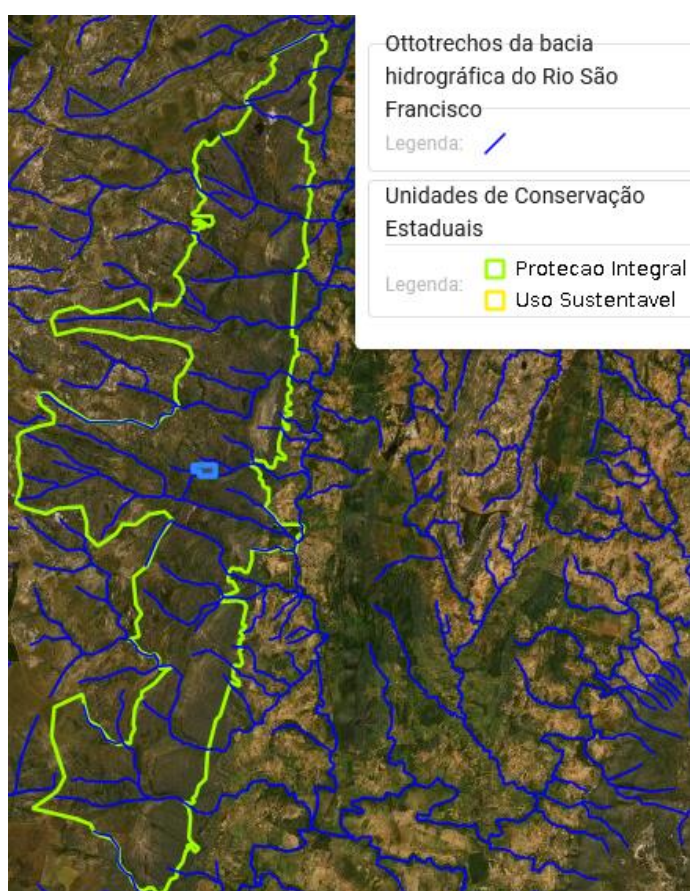 Ottotrechos da bacia
hidrográfica do Rio São
Francisco
Legenda:
Unidades de Conservação
Estaduais
Legenda:
Protecao Integral
Uso Sustentavel